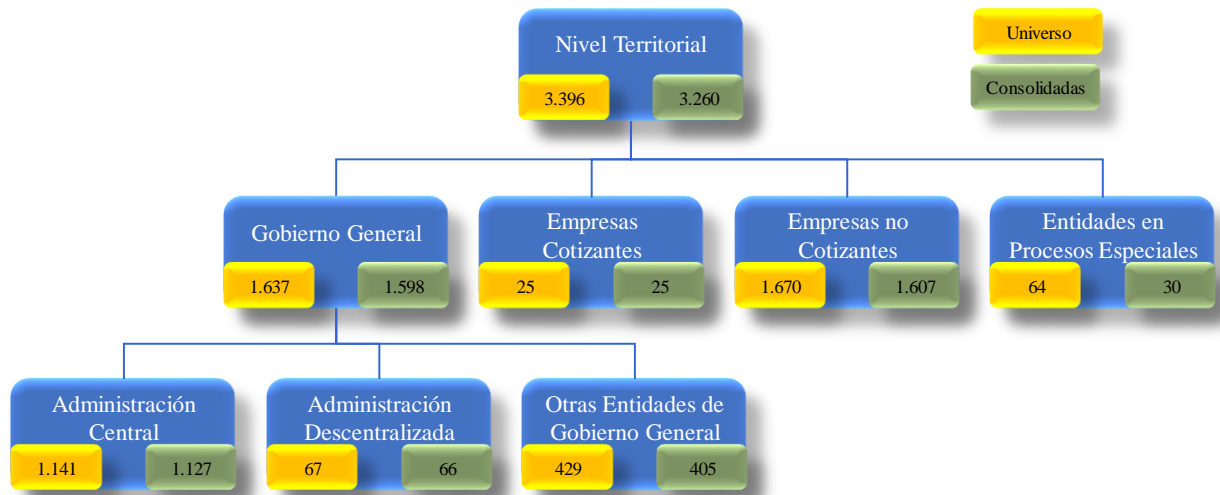 Nivel Territorial
3.396
3.260
Universo
Consolidadas
Gobierno General
1.637
1.598
Empresas
Cotizantes
25
25
Empresas no
Cotizantes
1.670
1.607
Entidades en
Procesos Especiales
64
30
Administración
Central
1.141
1.127
Administración
Descentralizada
67
66
Otras Entidades de
Gobierno General
429
405